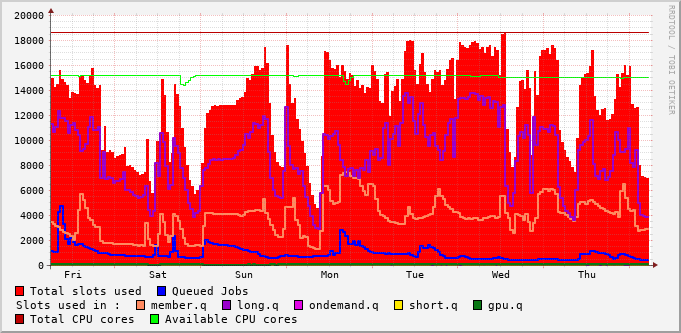 20000
18000
16000
14000
12000
10000
8000
6000
4000
2000
0
Fri Sat Sun Mon Tue Wed Thu
RRDTOOL / TOBI OETIKER
Total slots used Queued Jobs
Slots used in : member.q long.q ondemand.q short.q gpu.q
Total CPU cores Available CPU cores